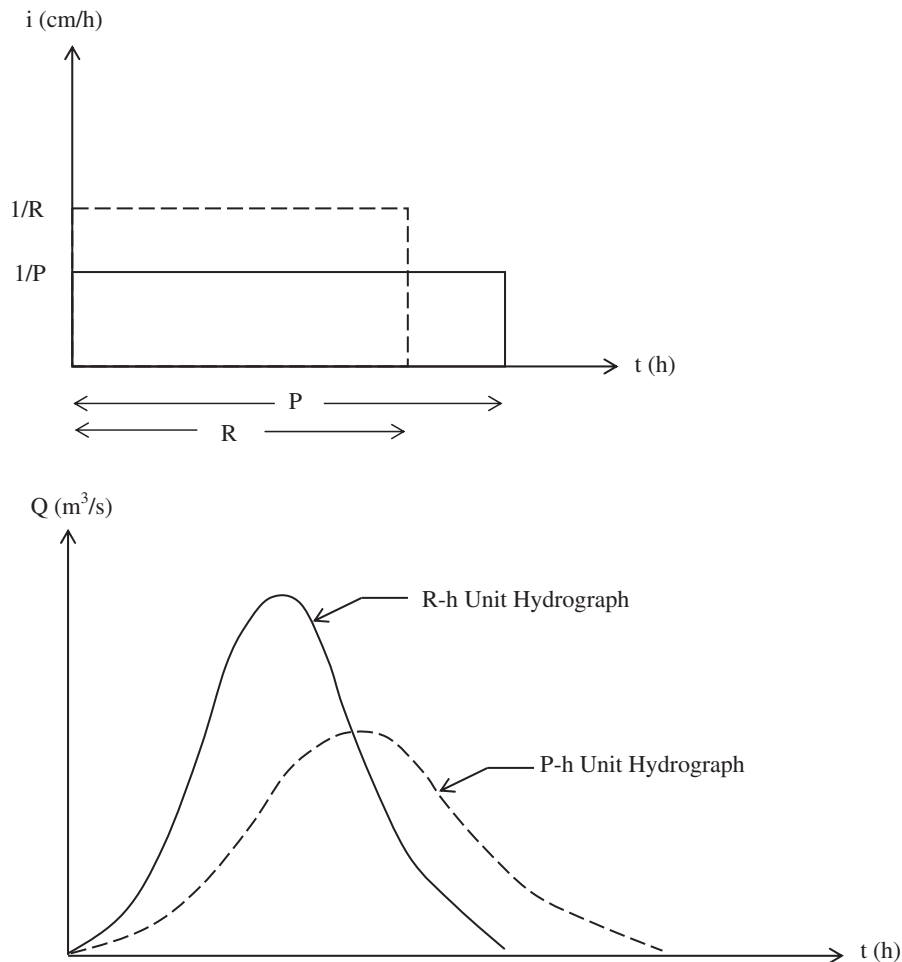 i (cm/h)
1/R
1/P
t (h)
P
R
Q (m³/s)
R-h Unit Hydrograph
P-h Unit Hydrograph
t (h)